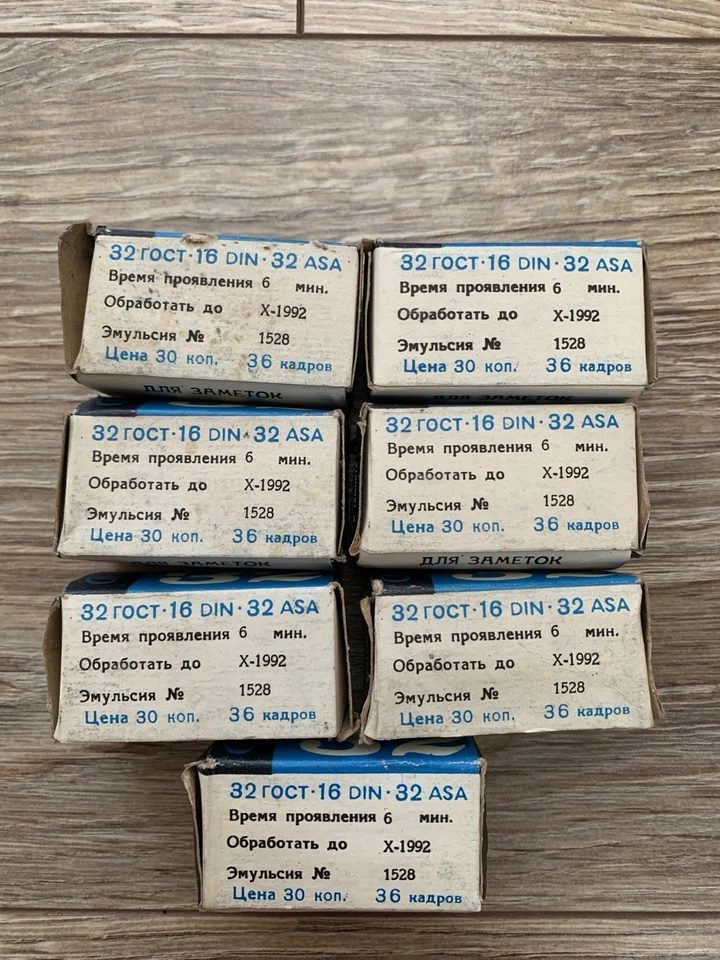 32 ГОСТ·16 DIN·32 ASA
Время проявления 6 мин.
Обработать до X-1992
Эмульсия № 1528
Цена 30 коп. 36 кадров
ДЛЯ ЗАМЕТОК
32 ГОСТ·16 DIN·32 ASA
Время проявления 6 мин.
Обработать до X-1992
Эмульсия № 1528
Цена 30 коп. 36 кадров
ДЛЯ ЗАМЕТОК
32 ГОСТ·16 DIN·32 ASA
Время проявления 6 мин.
Обработать до X-1992
Эмульсия № 1528
Цена 30 коп. 36 кадров
ДЛЯ ЗАМЕТОК
32 ГОСТ·16 DIN·32 ASA
Время проявления 6 мин.
Обработать до X-1992
Эмульсия № 1528
Цена 30 коп. 36 кадров
ДЛЯ ЗАМЕТОК
32 ГОСТ·16 DIN·32 ASA
Время проявления 6 мин.
Обработать до X-1992
Эмульсия № 1528
Цена 30 коп. 36 кадров
32 ГОСТ·16 DIN·32 ASA
Время проявления 6 мин.
Обработать до X-1992
Эмульсия № 1528
Цена 30 коп. 36 кадров
32
32 ГОСТ·16 DIN·32 ASA
Время проявления 6 мин.
Обработать до X-1992
Эмульсия № 1528
Цена 30 коп. 36 кадров